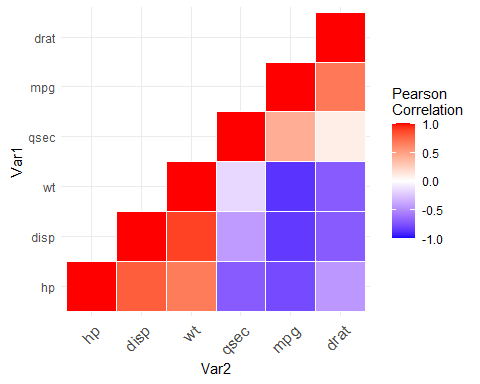 drat
mpg
qsec
wt
disp
hp
Var1
hp
disp
wt
qsec
mpg
drat
Var2
Pearson
Correlation
1.0
0.5
0.0
-0.5
-1.0